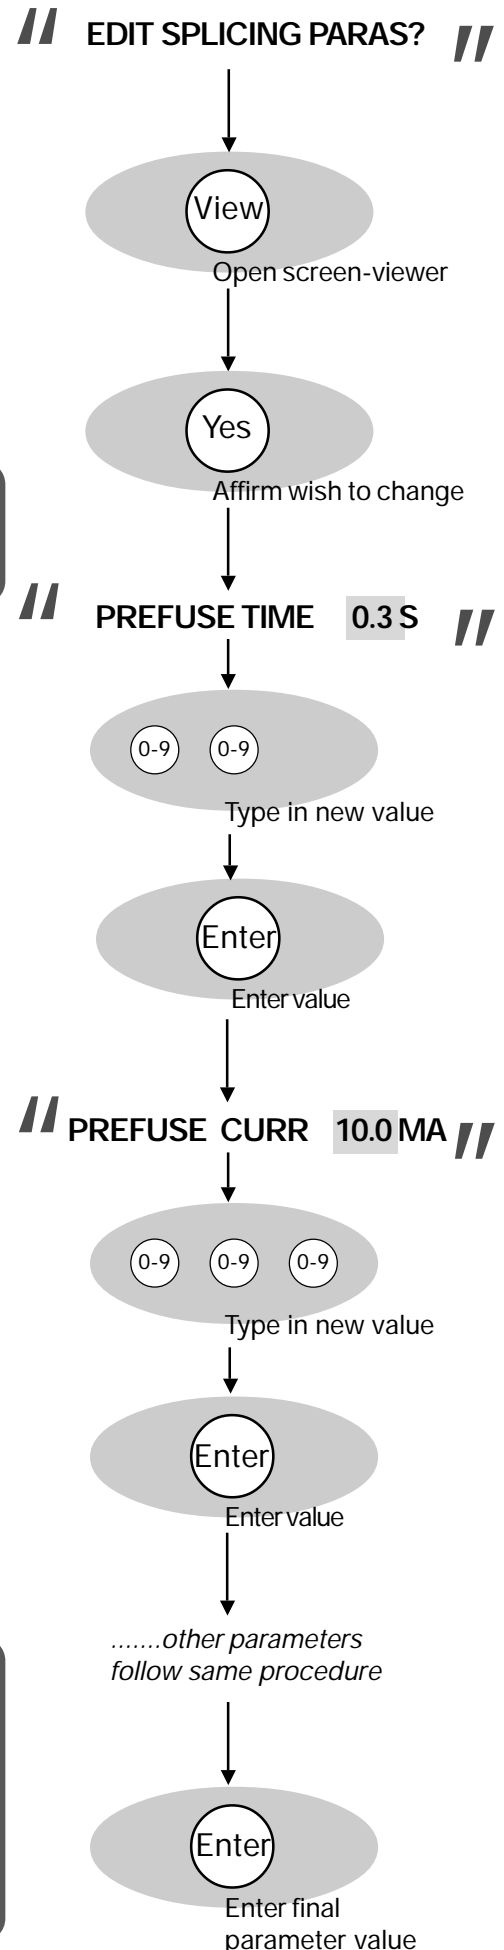 " EDIT SPLICING PARAS? "
View
Open screen-viewer
Yes
Affirm wish to change
" PREFUSE TIME 0.3 S "
0-9 0-9
Type in new value
Enter
Enter value
" PREFUSE CURR 10.0 MA "
0-9 0-9 0-9
Type in new value
Enter
Enter value
.......other parameters
follow same procedure
Enter
Enter final
parameter value